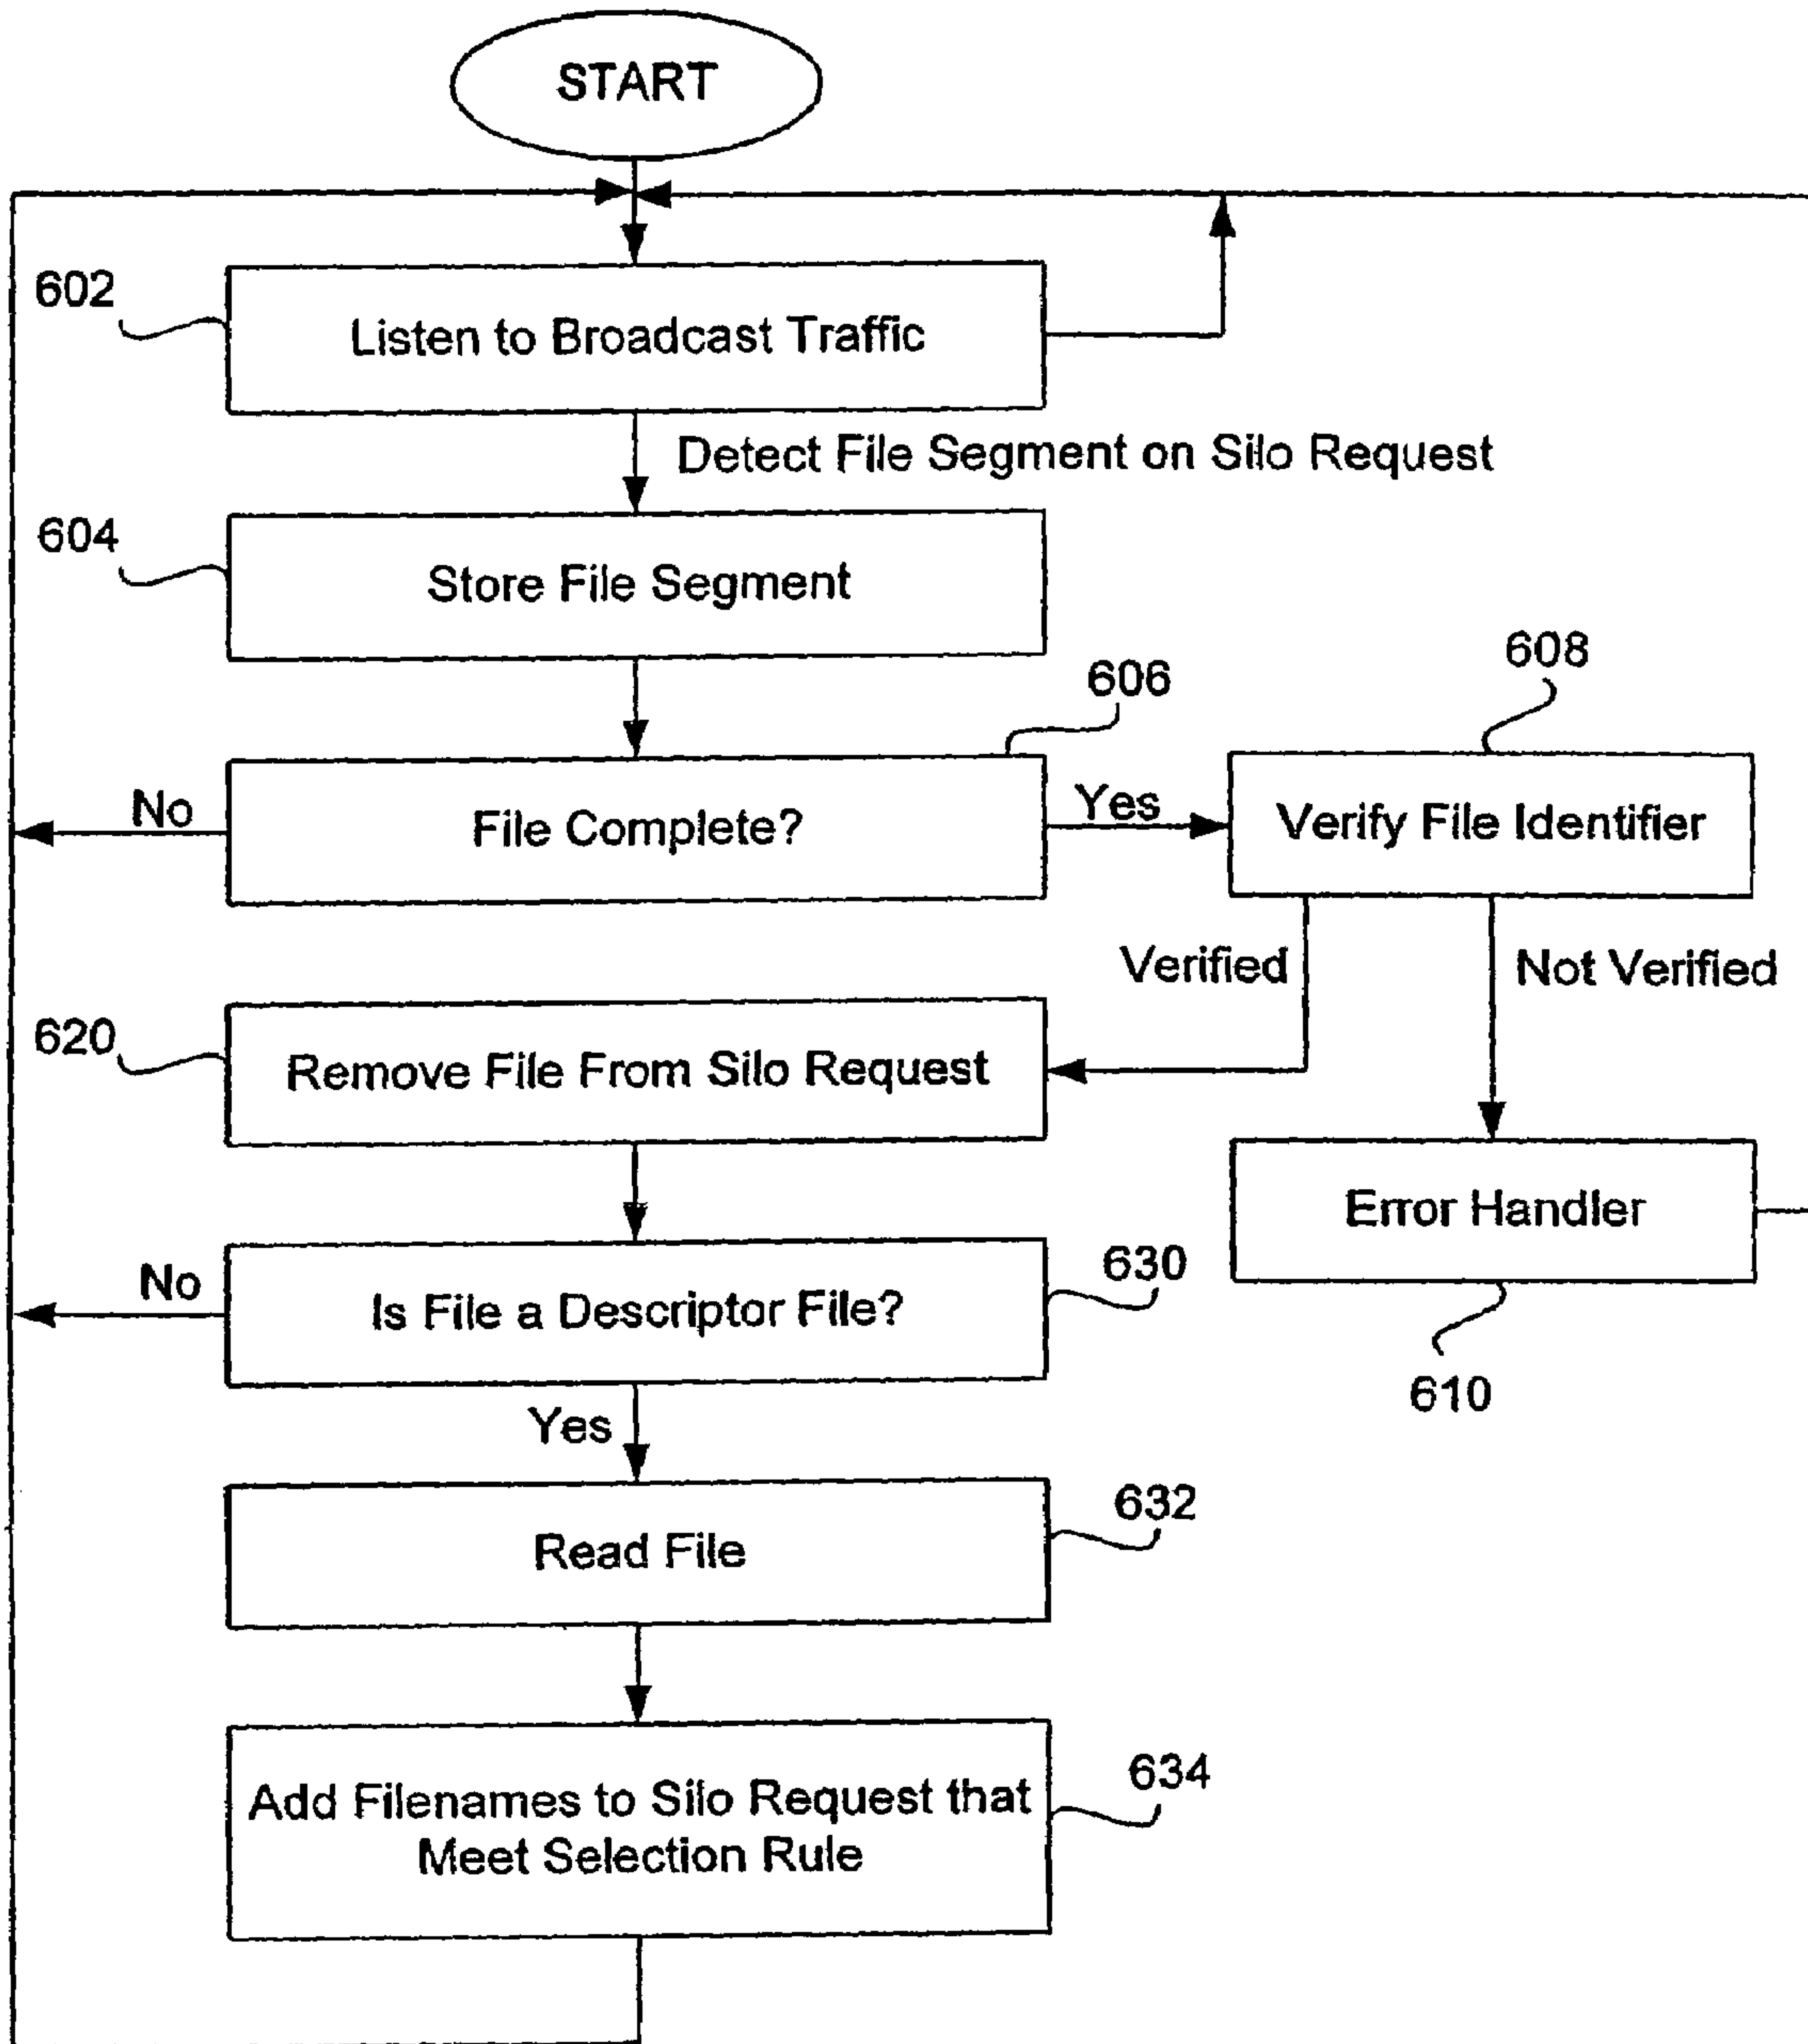 START
602
Listen to Broadcast Traffic
Detect File Segment on Silo Request
604
Store File Segment
606
608
No
File Complete?
Yes
Verify File Identifier
Verified
Not Verified
620
Remove File From Silo Request
Error Handler
610
No
Is File a Descriptor File?
630
Yes
632
Read File
634
Add Filenames to Silo Request that
Meet Selection Rule